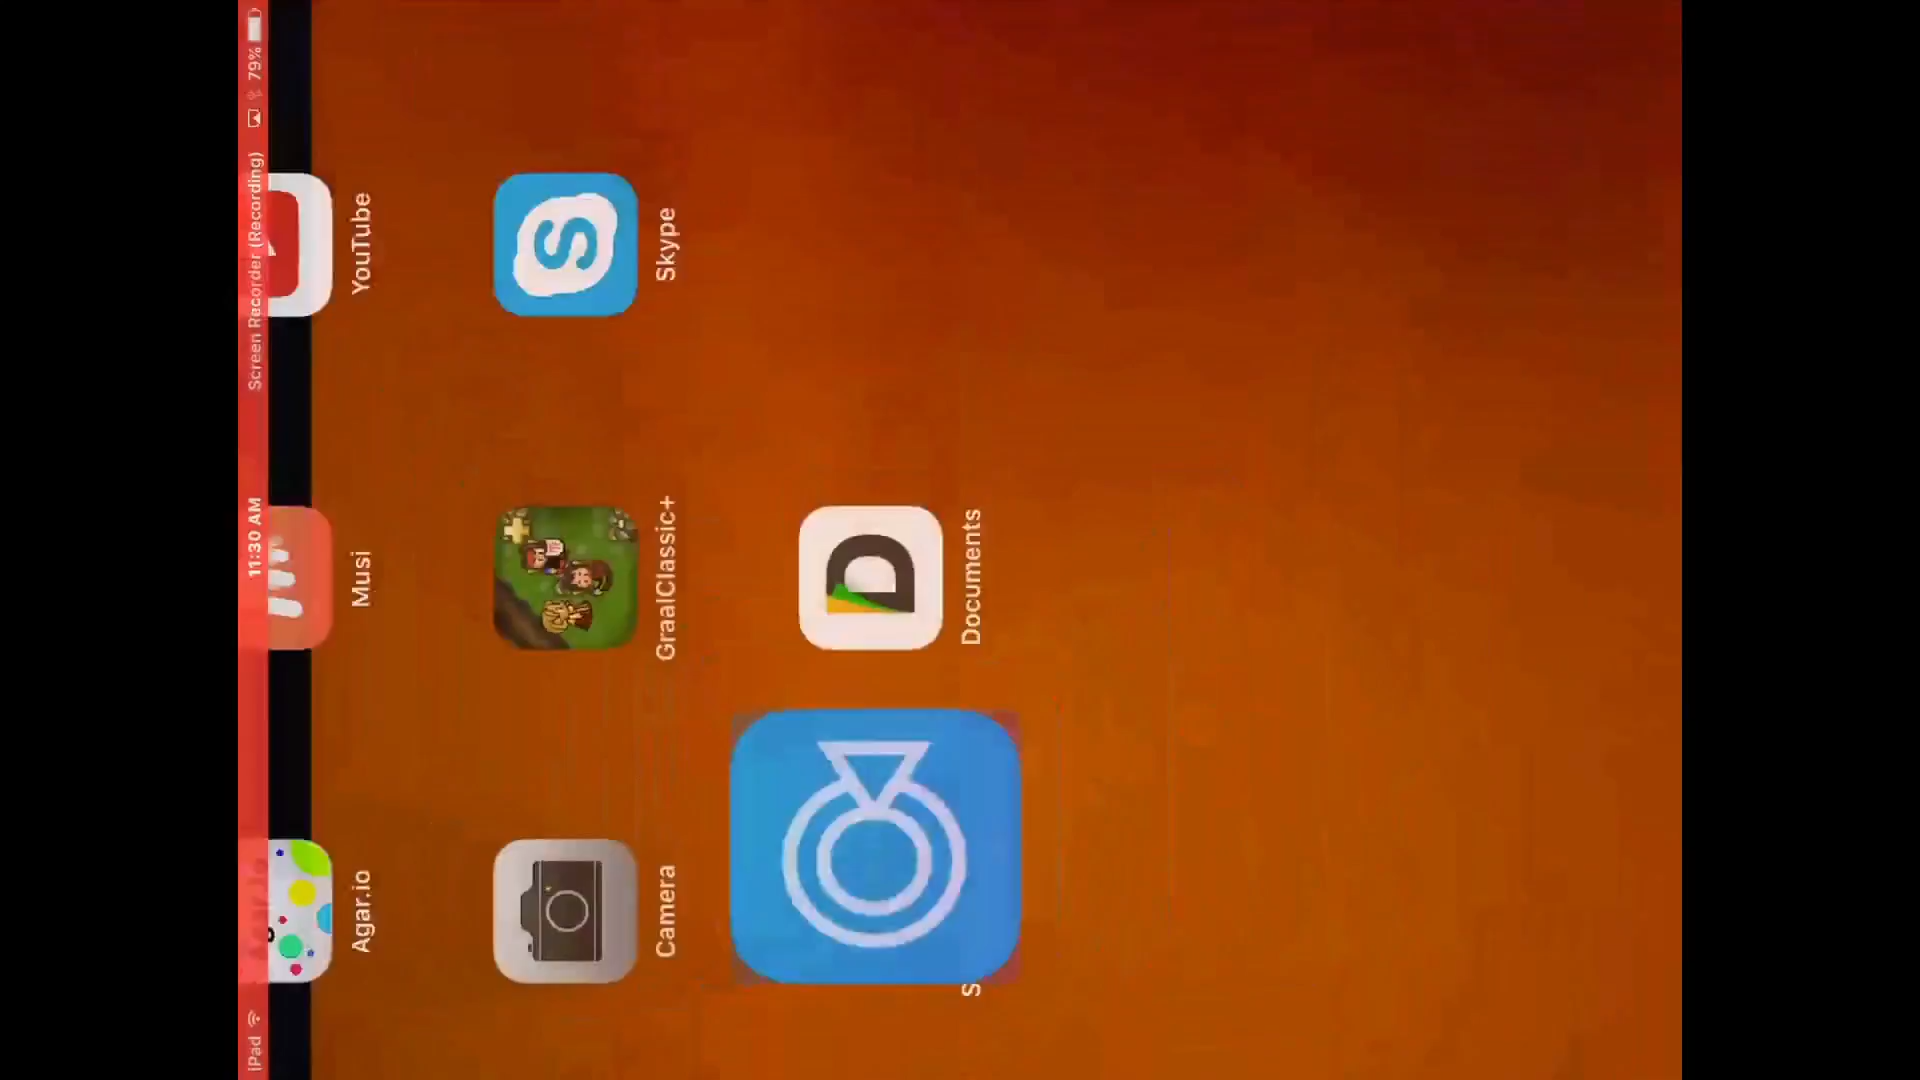 iPad 11:30 AM Screen Recorder (Recording) 79%
Agar.io Musi YouTube
Camera GraalClassic+ Skype
S Documents